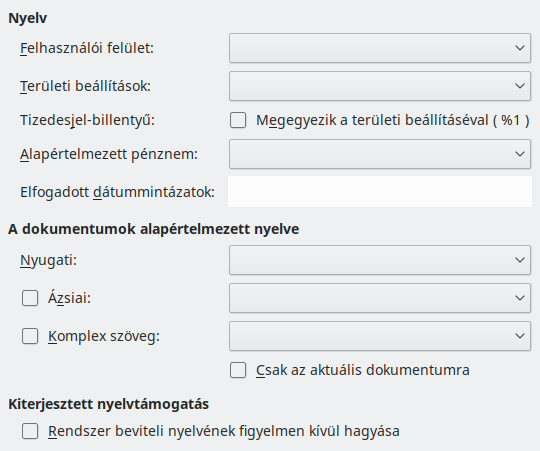 Nyelv
Felhasználói felület:
Területi beállítások:
Tizedesjel-billentyű: Megegyezik a területi beállításéval ( %1 )
Alapértelmezett pénznem:
Elfogadott dátummintázatok:
A dokumentumok alapértelmezett nyelve
Nyugati:
Ázsiai:
Komplex szöveg:
Csak az aktuális dokumentumra
Kiterjesztett nyelvtámogatás
Rendszer beviteli nyelvének figyelmen kívül hagyása